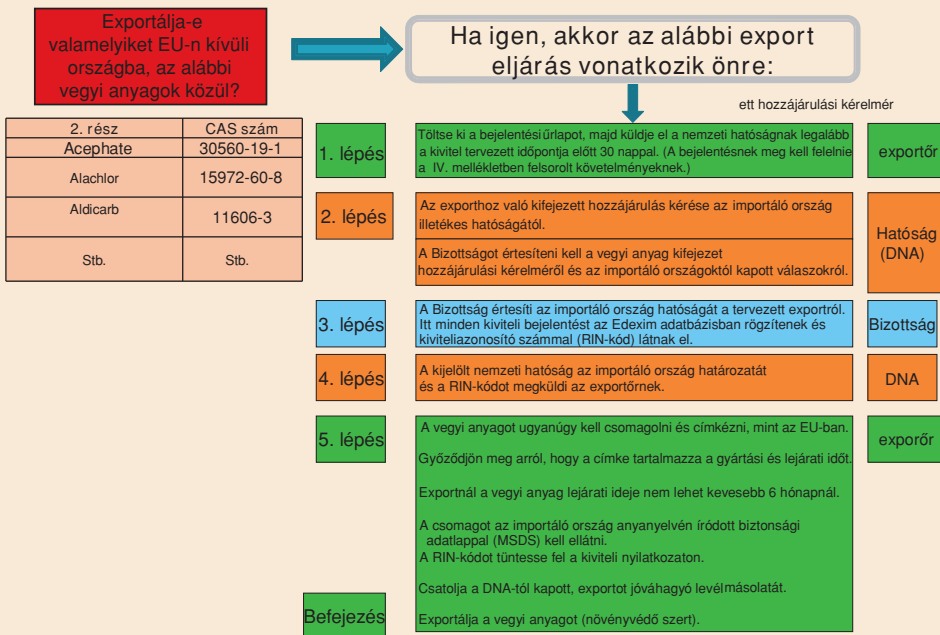 Exportálja-e
valamelyiket EU-n kívüli
országba, az alábbi
vegyi anyagok közül?
Ha igen, akkor az alábbi export
eljárás vonatkozik önre:
ett hozzájárulási kérelmér
2. rész CAS szám
Acephate 30560-19-1
Alachlor 15972-60-8
Aldicarb 11606-3
Stb. Stb.
1. lépés
Töltse ki a bejelentési űrlapot, majd küldje el a nemzeti hatóságnak legalább
a kivitel tervezett időpontja előtt 30 nappal. (A bejelentésnek meg kell felelnie
a IV. mellékletben felsorolt követelményeknek.)
exportőr
2. lépés
Az exporthoz való kifejezett hozzájárulás kérése az importáló ország
illetékes hatóságától.
A Bizottságot értesíteni kell a vegyi anyag kifejezet
hozzájárulási kérelméről és az importáló országoktól kapott válaszokról.
Hatóság
(DNA)
3. lépés
A Bizottság értesíti az importáló ország hatóságát a tervezett exportról.
Itt minden kiviteli bejelentést az Edexim adatbázisban rögzítenek és
kiviteliazonosító számmal (RIN-kód) látnak el.
Bizottság
4. lépés
A kijelölt nemzeti hatóság az importáló ország határozatát
és a RIN-kódot megküldi az exportőrnek.
DNA
5. lépés
A vegyi anyagot ugyanúgy kell csomagolni és címkézni, mint az EU-ban.
Győződjön meg arról, hogy a címke tartalmazza a gyártási és lejárati időt.
Exportnál a vegyi anyag lejárati ideje nem lehet kevesebb 6 hónapnál.
A csomagot az importáló ország anyanyelvén íródott biztonsági
adatlappal (MSDS) kell ellátni.
A RIN-kódot tüntesse fel a kiviteli nyilatkozaton.
Csatolja a DNA-tól kapott, exportot jóváhagyó levél másolatát.
Exportálja a vegyi anyagot (növényvédő szert).
exporőr
Befejezés